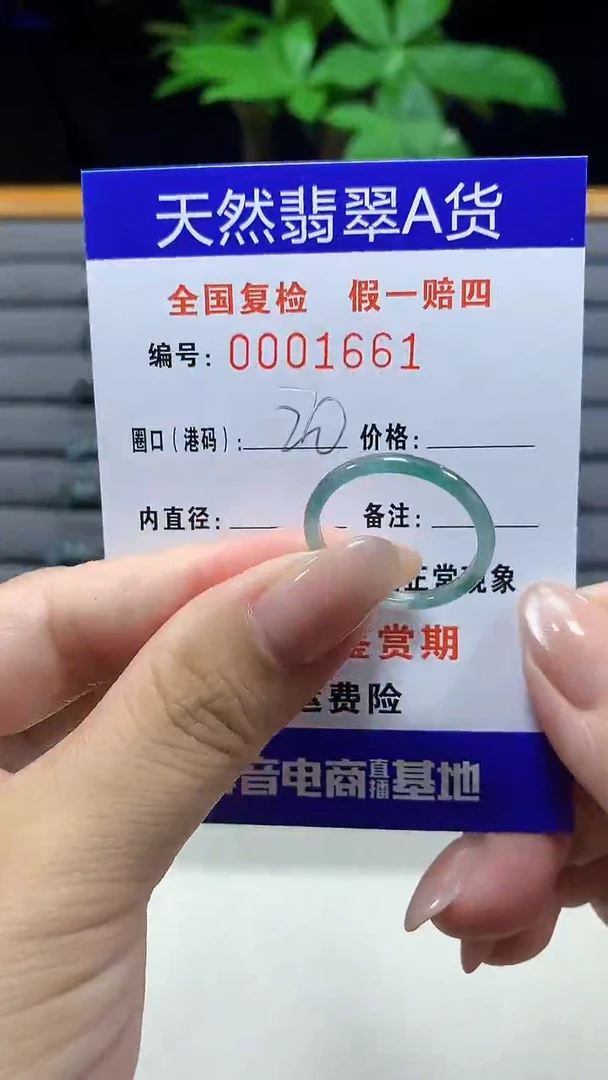 天然翡翠A货
全国复检 假一赔四
编号: 0001661
圈口(港码): 20 价格:
内直径: 备注:
正常现象
鉴赏期
运费险
音电商直播基地